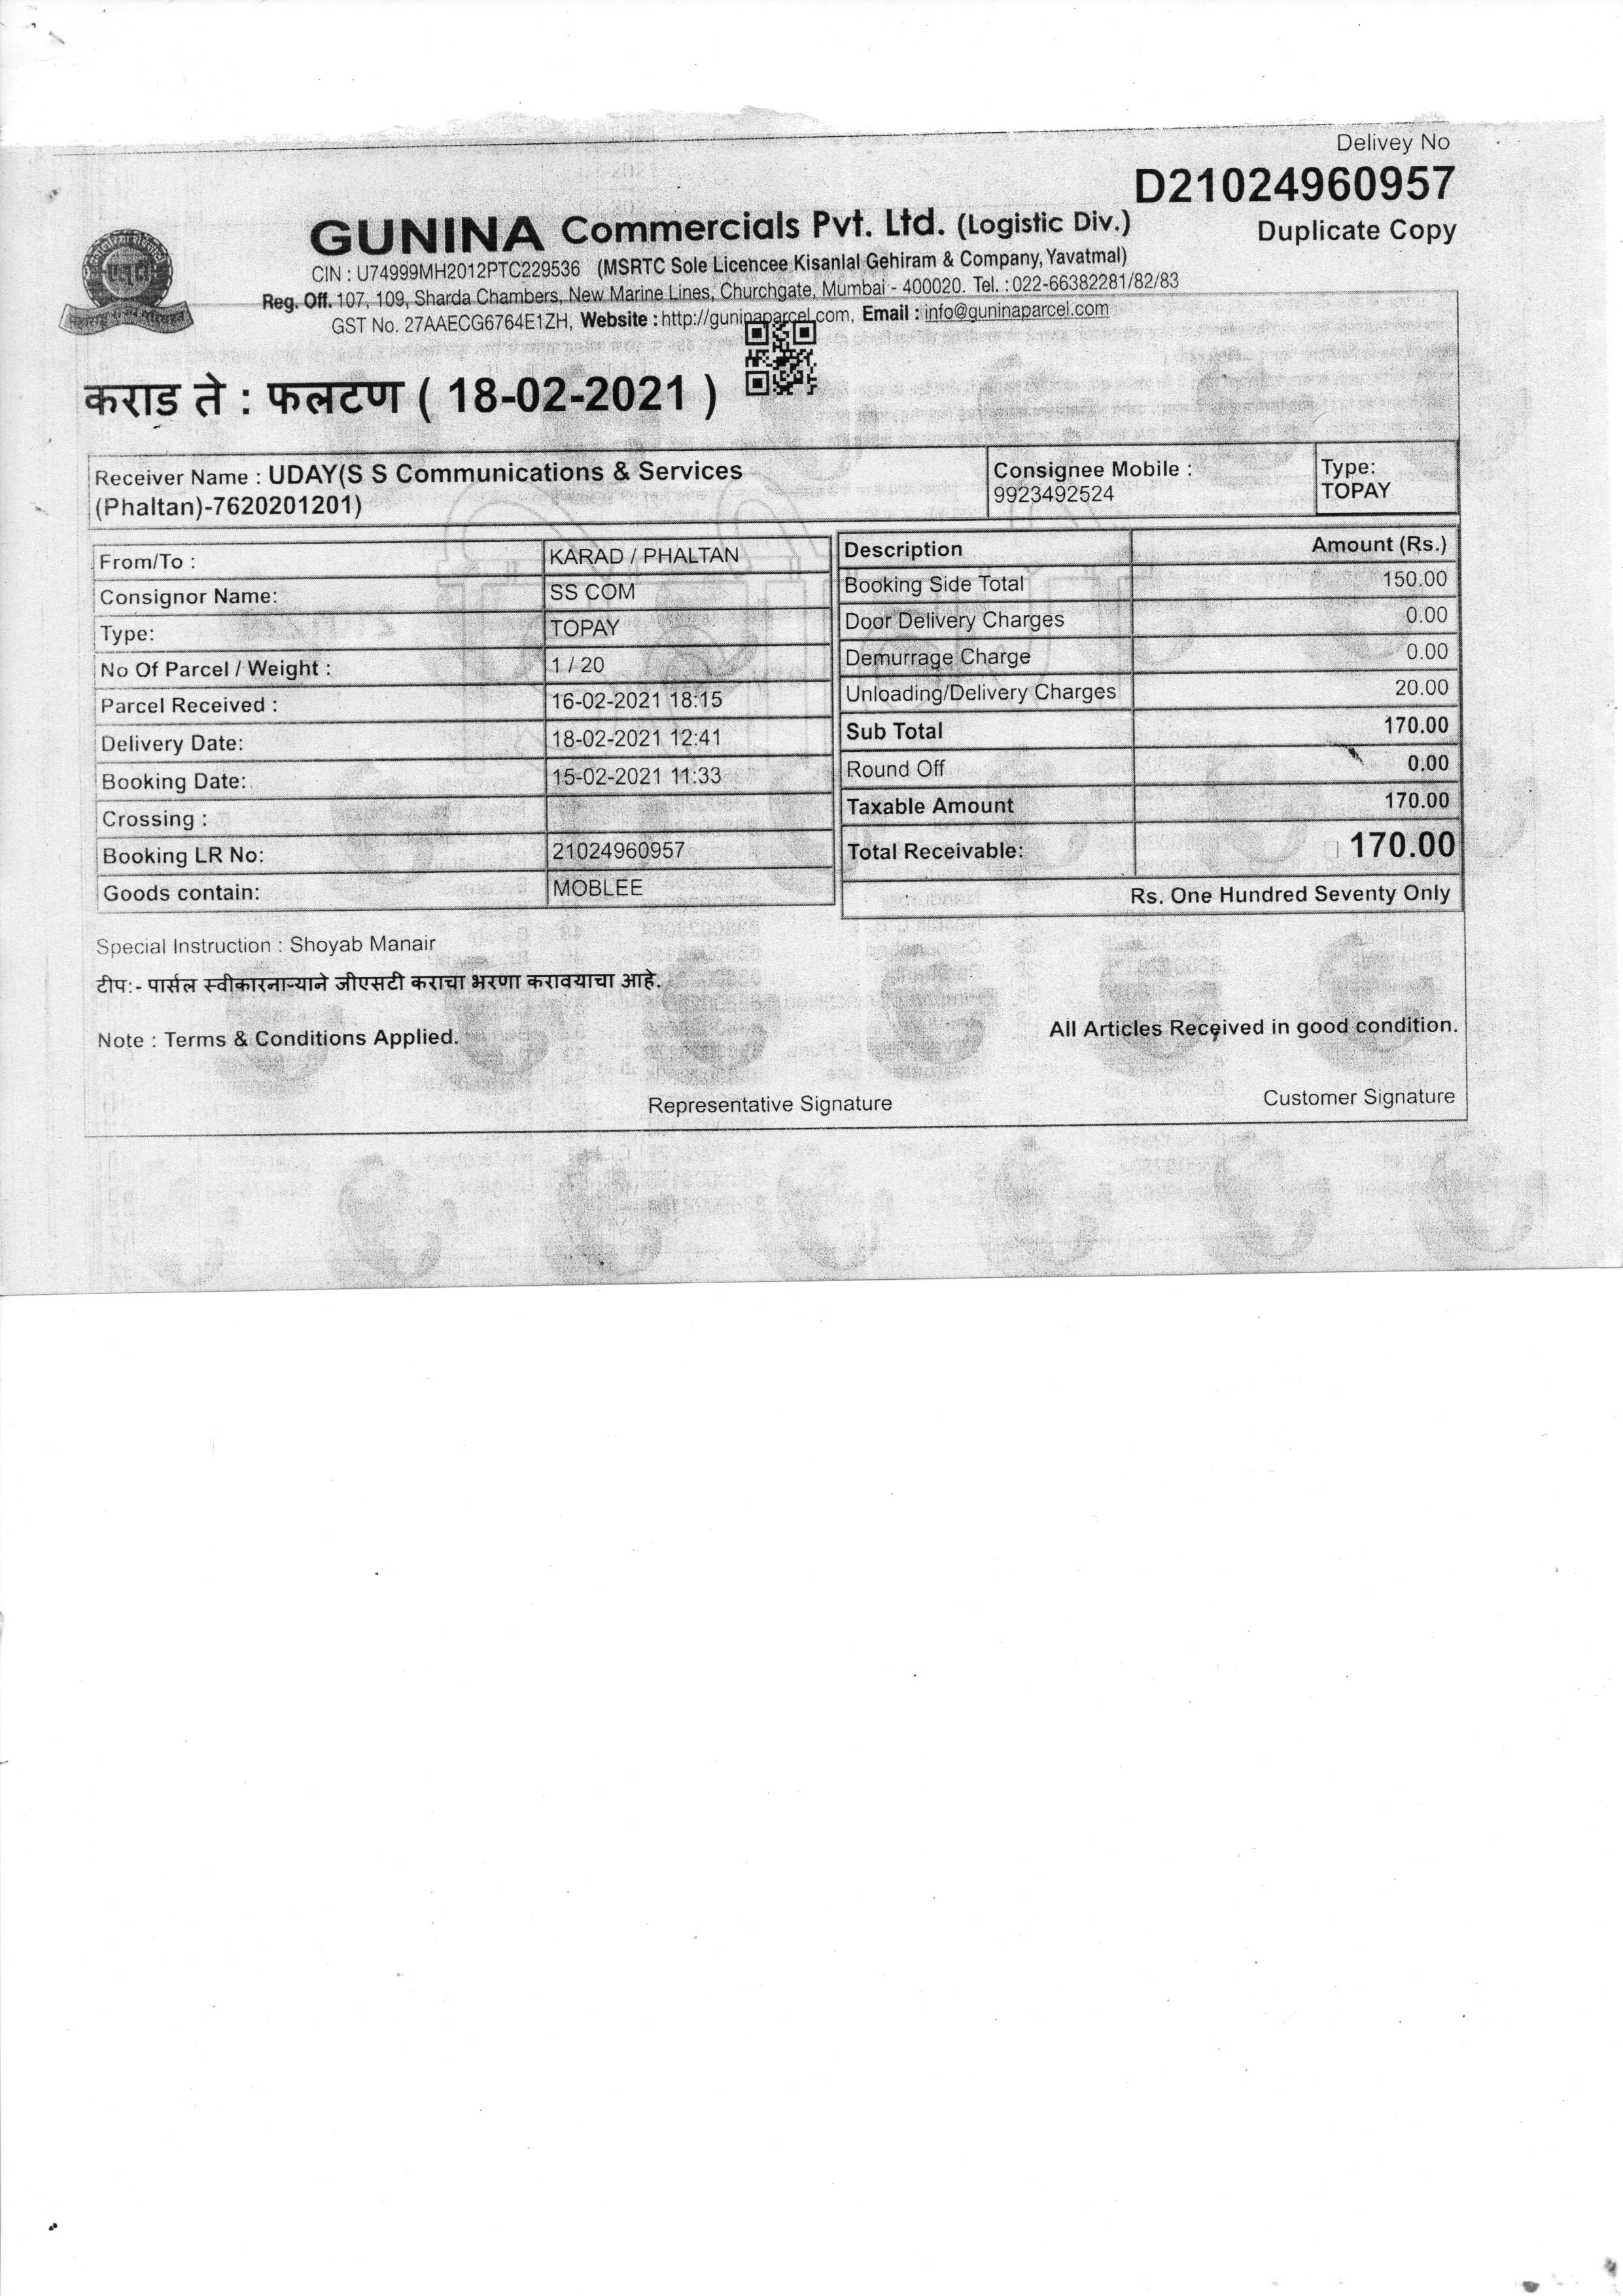 Delivey No
D21024960957
Duplicate Copy
GUNINA Commercials Pvt. Ltd. (Logistic Div.)
CIN : U74999MH2012PTC229536 (MSRTC Sole Licencee Kisanlal Gehiram & Company, Yavatmal)
Reg. Off. 107, 109, Sharda Chambers, New Marine Lines, Churchgate, Mumbai - 400020. Tel. : 022-66382281/82/83
GST No. 27AAECG6764E1ZH, Website : http://guninaparcel.com, Email : info@guninaparcel.com
कराड ते : फलटण ( 18-02-2021 )
Receiver Name : UDAY(S S Communications & Services
(Phaltan)-7620201201)
Consignee Mobile :
9923492524
Type:
TOPAY
From/To : KARAD / PHALTAN
Consignor Name: SS COM
Type: TOPAY
No Of Parcel / Weight : 1 / 20
Parcel Received : 16-02-2021 18:15
Delivery Date: 18-02-2021 12:41
Booking Date: 15-02-2021 11:33
Crossing :
Booking LR No: 21024960957
Goods contain: MOBLEE
Description Amount (Rs.)
Booking Side Total 150.00
Door Delivery Charges 0.00
Demurrage Charge 0.00
Unloading/Delivery Charges 20.00
Sub Total 170.00
Round Off 0.00
Taxable Amount 170.00
Total Receivable: 170.00
Rs. One Hundred Seventy Only
Special Instruction : Shoyab Manair
टीप:- पार्सल स्वीकारनाऱ्याने जीएसटी कराचा भरणा करावयाचा आहे.
Note : Terms & Conditions Applied.
All Articles Received in good condition.
Representative Signature
Customer Signature